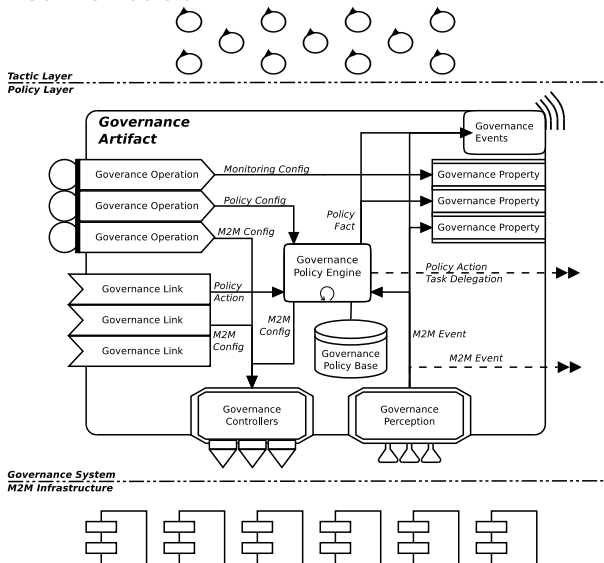 Tactic Layer
Policy Layer
Governance
Artifact
Governance
Events
Goverance Operation
Monitoring Config
Governance Property
Goverance Operation
Policy Config
Governance Property
Policy
Fact
Goverance Operation
M2M Config
Governance Property
Governance
Policy Engine
Policy Action
Task Delegation
Governance Link
Policy
Action
Governance Link
M2M
Config
M2M
Config
M2M Event
Governance Link
Governance
Policy Base
M2M Event
Governance
Controllers
Governance
Perception
Governance System
M2M Infrastructure